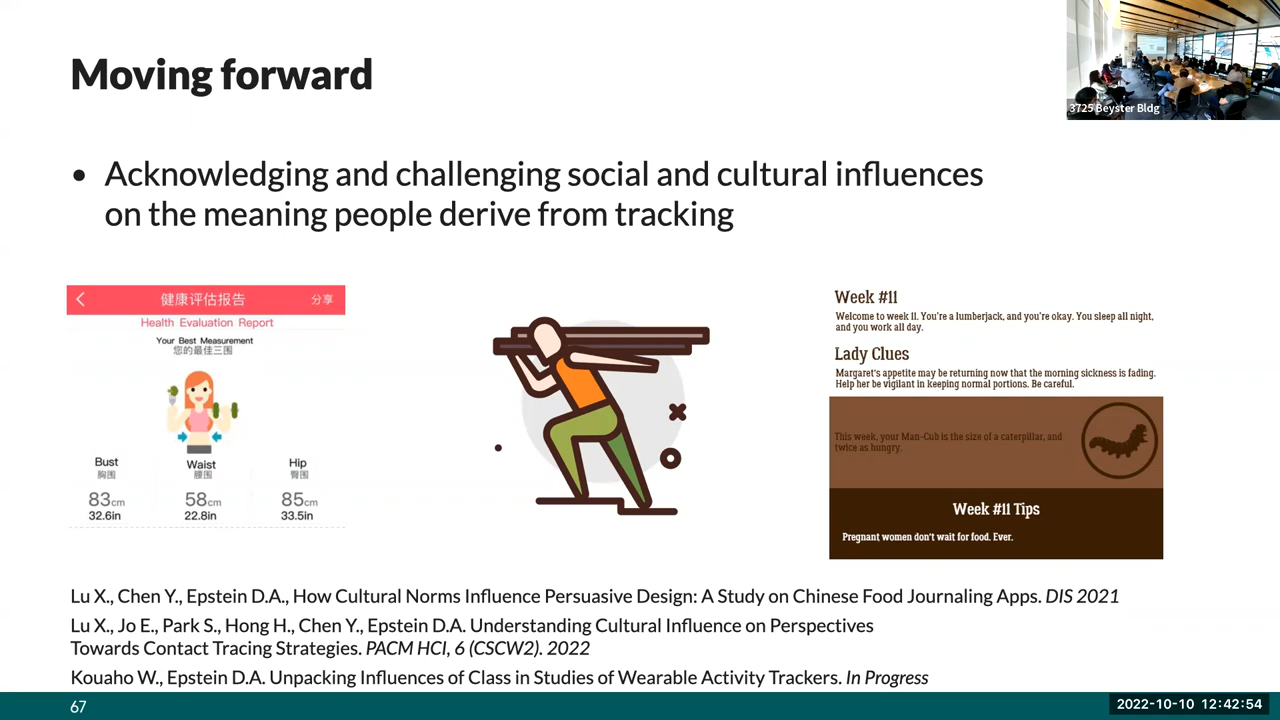 Moving forward
3725 Beyster Bldg
• Acknowledging and challenging social and cultural influences
on the meaning people derive from tracking
健康评估报告
分享
Health Evaluation Report
Your Best Measurement
您的最佳三围
Bust
胸围
83cm
32.6in
Waist
腰围
58cm
22.8in
Hip
臀围
85cm
33.5in
Week #11
Welcome to week 11. You're a lumberjack, and you're okay. You sleep all night,
and you work all day.
Lady Clues
Margaret's appetite may be returning now that the morning sickness is fading.
Help her be vigilant in keeping normal portions. Be careful.
This week, your Man-Cub is the size of a caterpillar, and
twice as hungry.
Week #11 Tips
Pregnant women don't wait for food. Ever.
Lu X., Chen Y., Epstein D.A., How Cultural Norms Influence Persuasive Design: A Study on Chinese Food Journaling Apps. DIS 2021
Lu X., Jo E., Park S., Hong H., Chen Y., Epstein D.A. Understanding Cultural Influence on Perspectives
Towards Contact Tracing Strategies. PACM HCI, 6 (CSCW2). 2022
Kouaho W., Epstein D.A. Unpacking Influences of Class in Studies of Wearable Activity Trackers. In Progress
67
2022-10-10 12:42:54